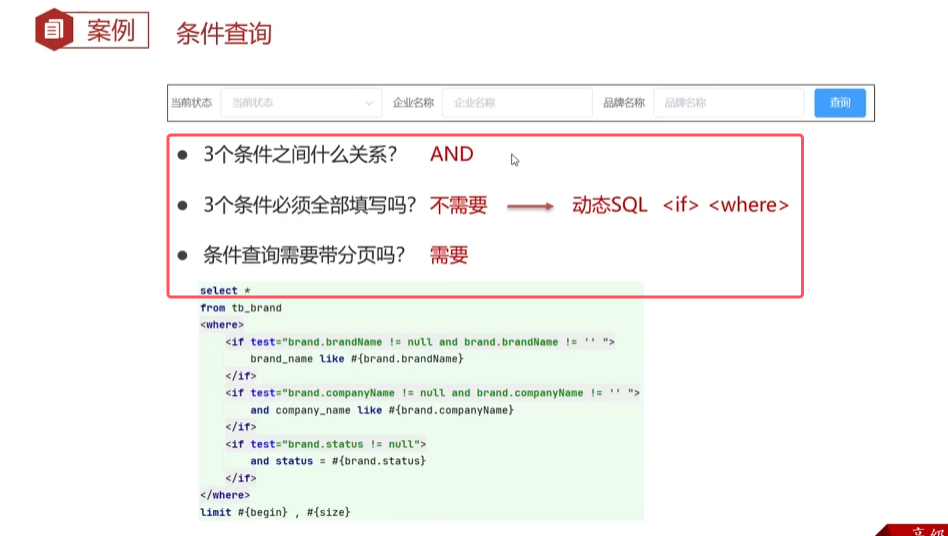 案例 条件查询
当前状态 当前状态 企业名称 企业名称 品牌名称 品牌名称 查询
● 3个条件之间什么关系? AND
● 3个条件必须全部填写吗? 不需要 动态SQL <if> <where>
● 条件查询需要带分页吗? 需要
select *
from tb_brand
<where>
<if test="brand.brandName != null and brand.brandName != '' ">
brand_name like #{brand.brandName}
</if>
<if test="brand.companyName != null and brand.companyName != '' ">
and company_name like #{brand.companyName}
</if>
<if test="brand.status != null">
and status = #{brand.status}
</if>
</where>
limit #{begin} , #{size}